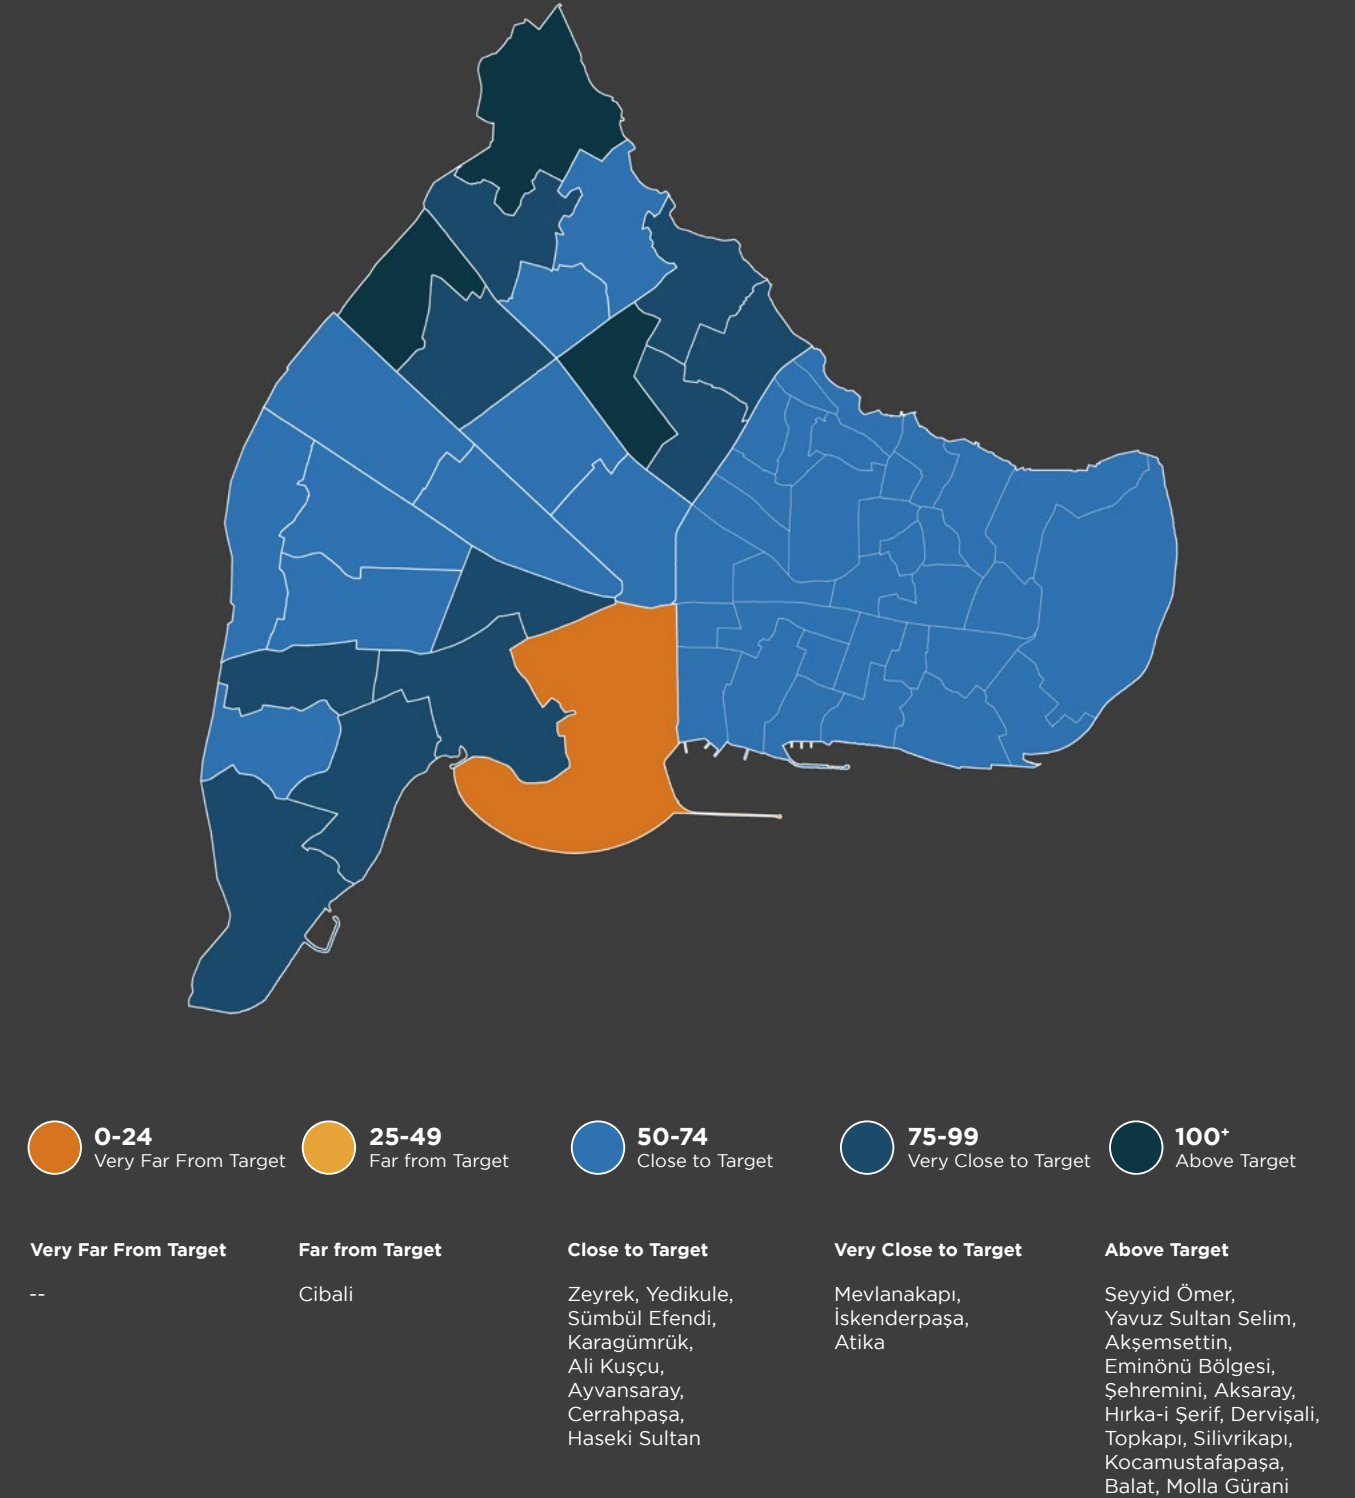 0-24
Very Far From Target
25-49
Far from Target
50-74
Close to Target
75-99
Very Close to Target
100+
Above Target
Very Far From Target
--
Far from Target
Cibali
Close to Target
Zeyrek, Yedikule,
Sümbül Efendi,
Karagümrük,
Ali Kuşçu,
Ayvansaray,
Cerrahpaşa,
Haseki Sultan
Very Close to Target
Mevlanakapı,
İskenderpaşa,
Atika
Above Target
Seyyid Ömer,
Yavuz Sultan Selim,
Akşemsettin,
Eminönü Bölgesi,
Şehremini, Aksaray,
Hırka-i Şerif, Dervişali,
Topkapı, Silivrikapı,
Kocamustafapaşa,
Balat, Molla Gürani